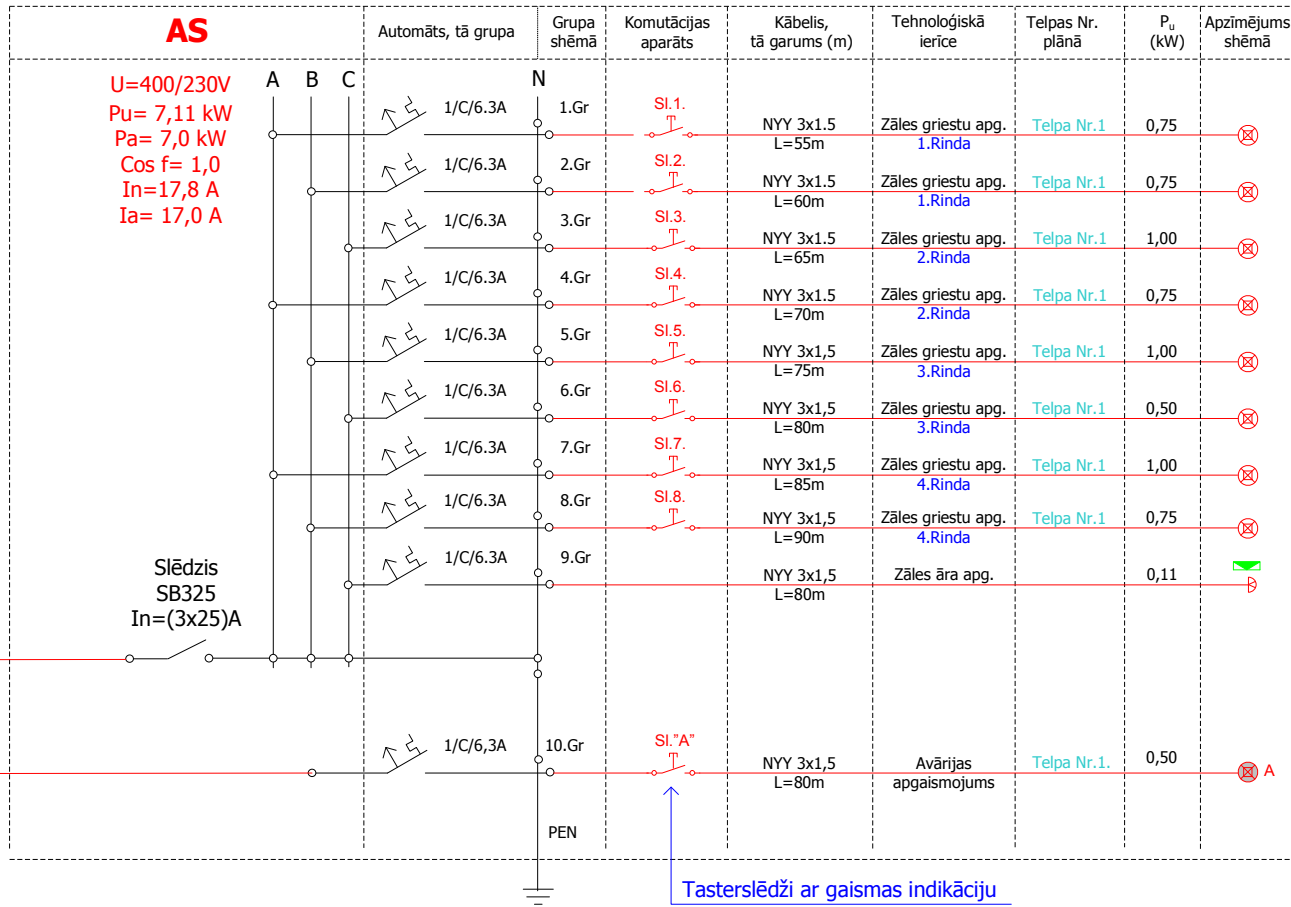 AS
Automāts, tā grupa
Grupa
shēmā
Komutācijas
aparāts
Kābelis,
tā garums (m)
Tehnoloģiskā
ierīce
Telpas Nr.
plānā
Pu
(kW)
Apzīmējums
shēmā
U=400/230V
Pu= 7,11 kW
Pa= 7,0 kW
Cos f= 1,0
In=17,8 A
Ia= 17,0 A
A B C N
1/C/6.3A 1.Gr Sl.1. NYY 3x1.5 Zāles griestu apg. Telpa Nr.1 0,75
L=55m 1.Rinda
1/C/6.3A 2.Gr Sl.2. NYY 3x1.5 Zāles griestu apg. Telpa Nr.1 0,75
L=60m 1.Rinda
1/C/6.3A 3.Gr Sl.3. NYY 3x1.5 Zāles griestu apg. Telpa Nr.1 1,00
L=65m 2.Rinda
1/C/6.3A 4.Gr Sl.4. NYY 3x1.5 Zāles griestu apg. Telpa Nr.1 0,75
L=70m 2.Rinda
1/C/6.3A 5.Gr Sl.5. NYY 3x1,5 Zāles griestu apg. Telpa Nr.1 1,00
L=75m 3.Rinda
1/C/6.3A 6.Gr Sl.6. NYY 3x1,5 Zāles griestu apg. Telpa Nr.1 0,50
L=80m 3.Rinda
1/C/6.3A 7.Gr Sl.7. NYY 3x1,5 Zāles griestu apg. Telpa Nr.1 1,00
L=85m 4.Rinda
1/C/6.3A 8.Gr Sl.8. NYY 3x1,5 Zāles griestu apg. Telpa Nr.1 0,75
L=90m 4.Rinda
1/C/6.3A 9.Gr NYY 3x1,5 Zāles āra apg. 0,11
L=80m
Slēdzis
SB325
In=(3x25)A
1/C/6,3A 10.Gr Sl."A" NYY 3x1,5 Avārijas Telpa Nr.1. 0,50 A
L=80m apgaismojums
PEN
Tasterslēdži ar gaismas indikāciju